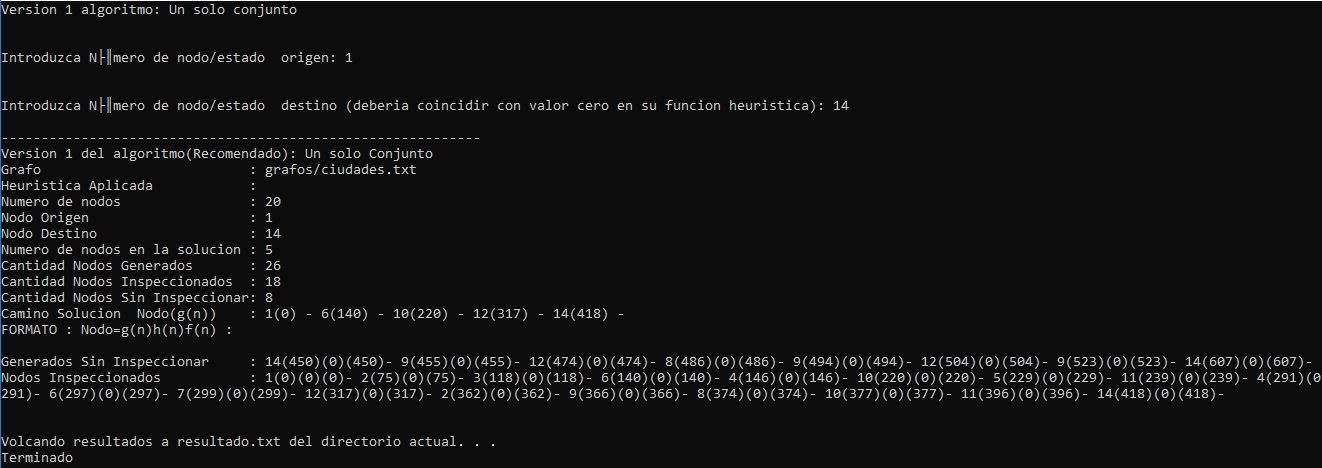 Version 1 algoritmo: Un solo conjunto
Introduzca N├║mero de nodo/estado  origen: 1
Introduzca N├║mero de nodo/estado  destino (deberia coincidir con valor cero en su funcion heuristica): 14
------------------------------------------------------------
Version 1 del algoritmo(Recomendado): Un solo Conjunto
Grafo                         : grafos/ciudades.txt
Heuristica Aplicada           :
Numero de nodos               : 20
Nodo Origen                   : 1
Nodo Destino                  : 14
Numero de nodos en la solucion : 5
Cantidad Nodos Generados      : 26
Cantidad Nodos Inspeccionados  : 18
Cantidad Nodos Sin Inspeccionar: 8
Camino Solucion  Nodo(g(n))    : 1(0) - 6(140) - 10(220) - 12(317) - 14(418) -
FORMATO : Nodo=g(n)h(n)f(n) :
Generados Sin Inspeccionar     : 14(450)(0)(450)- 9(455)(0)(455)- 12(474)(0)(474)- 8(486)(0)(486)- 9(494)(0)(494)- 12(504)(0)(504)- 9(523)(0)(523)- 14(607)(0)(607)-
Nodos Inspeccionados           : 1(0)(0)(0)- 2(75)(0)(75)- 3(118)(0)(118)- 6(140)(0)(140)- 4(146)(0)(146)- 10(220)(0)(220)- 5(229)(0)(229)- 11(239)(0)(239)- 4(291)(0
291)- 6(297)(0)(297)- 7(299)(0)(299)- 12(317)(0)(317)- 2(362)(0)(362)- 9(366)(0)(366)- 8(374)(0)(374)- 10(377)(0)(377)- 11(396)(0)(396)- 14(418)(0)(418)-
Volcando resultados a resultado.txt del directorio actual. . .
Terminado